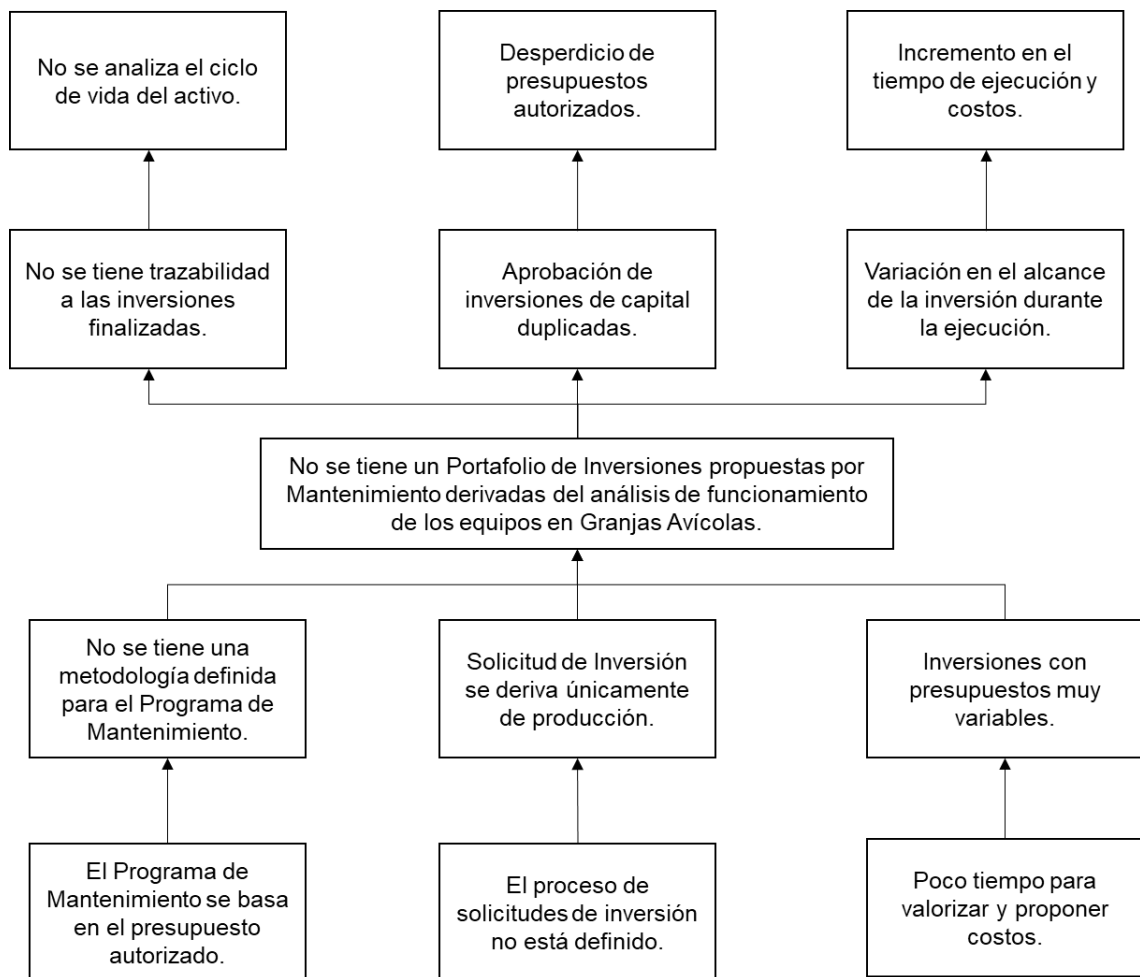 No se analiza el ciclo
de vida del activo.
Desperdicio de
presupuestos
autorizados.
Incremento en el
tiempo de ejecución y
costos.
No se tiene trazabilidad
a las inversiones
finalizadas.
Aprobación de
inversiones de capital
duplicadas.
Variación en el alcance
de la inversión durante
la ejecución.
No se tiene un Portafolio de Inversiones propuestas por
Mantenimiento derivadas del análisis de funcionamiento
de los equipos en Granjas Avícolas.
No se tiene una
metodología definida
para el Programa de
Mantenimiento.
Solicitud de Inversión
se deriva únicamente
de producción.
Inversiones con
presupuestos muy
variables.
El Programa de
Mantenimiento se basa
en el presupuesto
autorizado.
El proceso de
solicitudes de inversión
no está definido.
Poco tiempo para
valorizar y proponer
costos.